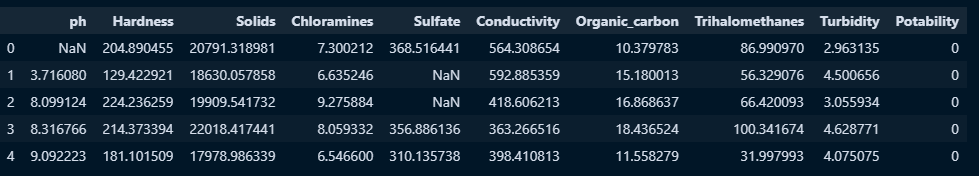 ph Hardness Solids Chloramines Sulfate Conductivity Organic_carbon Trihalomethanes Turbidity Potability
0 NaN 204.890455 20791.318981 7.300212 368.516441 564.308654 10.379783 86.990970 2.963135 0
1 3.716080 129.422921 18630.057858 6.635246 NaN 592.885359 15.180013 56.329076 4.500656 0
2 8.099124 224.236259 19909.541732 9.275884 NaN 418.606213 16.868637 66.420093 3.055934 0
3 8.316766 214.373394 22018.417441 8.059332 356.886136 363.266516 18.436524 100.341674 4.628771 0
4 9.092223 181.101509 17978.986339 6.546600 310.135738 398.410813 11.558279 31.997993 4.075075 0